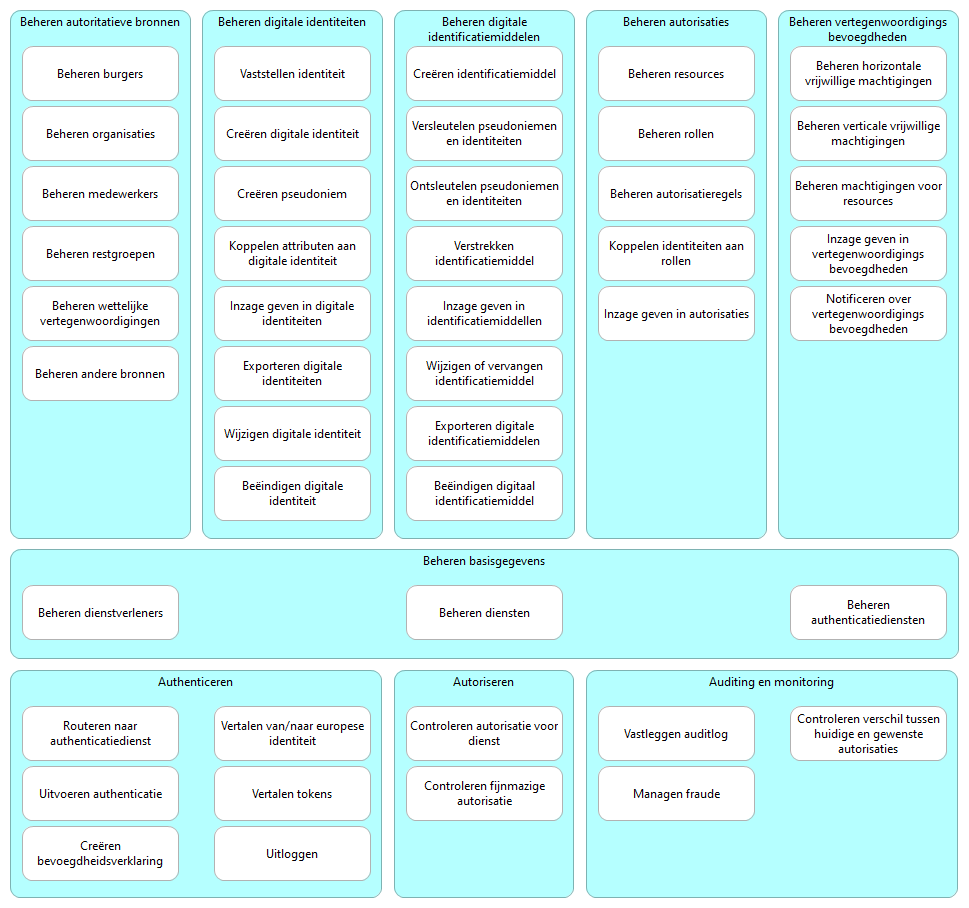 Beheren autoritatieve bronnen
Beheren burgers
Beheren organisaties
Beheren medewerkers
Beheren restgroepen
Beheren wettelijke
vertegenwoordigingen
Beheren andere bronnen
Beheren digitale identiteiten
Vaststellen identiteit
Creëren digitale identiteit
Creëren pseudoniem
Koppelen attributen aan
digitale identiteit
Inzage geven in digitale
identiteiten
Exporteren digitale
identiteiten
Wijzigen digitale identiteit
Beëindigen digitale
identiteit
Beheren digitale
identificatiemiddelen
Creëren identificatiemiddel
Versleutelen pseudoniemen
en identiteiten
Ontsleutelen pseudoniemen
en identiteiten
Verstrekken
identificatiemiddel
Inzage geven in
identificatiemiddellen
Wijzigen of vervangen
identificatiemiddel
Exporteren digitale
identificatiemiddelen
Beëindigen digitaal
identificatiemiddel
Beheren autorisaties
Beheren resources
Beheren rollen
Beheren autorisatieregels
Koppelen identiteiten aan
rollen
Inzage geven in autorisaties
Beheren vertegenwoordigings
bevoegdheden
Beheren horizontale
vrijwillige machtigingen
Beheren verticale vrijwillige
machtigingen
Beheren machtigingen voor
resources
Inzage geven in
vertegenwoordigings
bevoegdheden
Notificeren over
vertegenwoordigings
bevoegdheden
Beheren basisgegevens
Beheren dienstverleners
Beheren diensten
Beheren
authenticatiediensten
Authenticeren
Routeren naar
authenticatiedienst
Uitvoeren authenticatie
Creëren
bevoegdheidsverklaring
Vertalen van/naar europese
identiteit
Vertalen tokens
Uitloggen
Autoriseren
Controleren autorisatie voor
dienst
Controleren fijnmazige
autorisatie
Auditing en monitoring
Vastleggen auditlog
Managen fraude
Controleren verschil tussen
huidige en gewenste
autorisaties